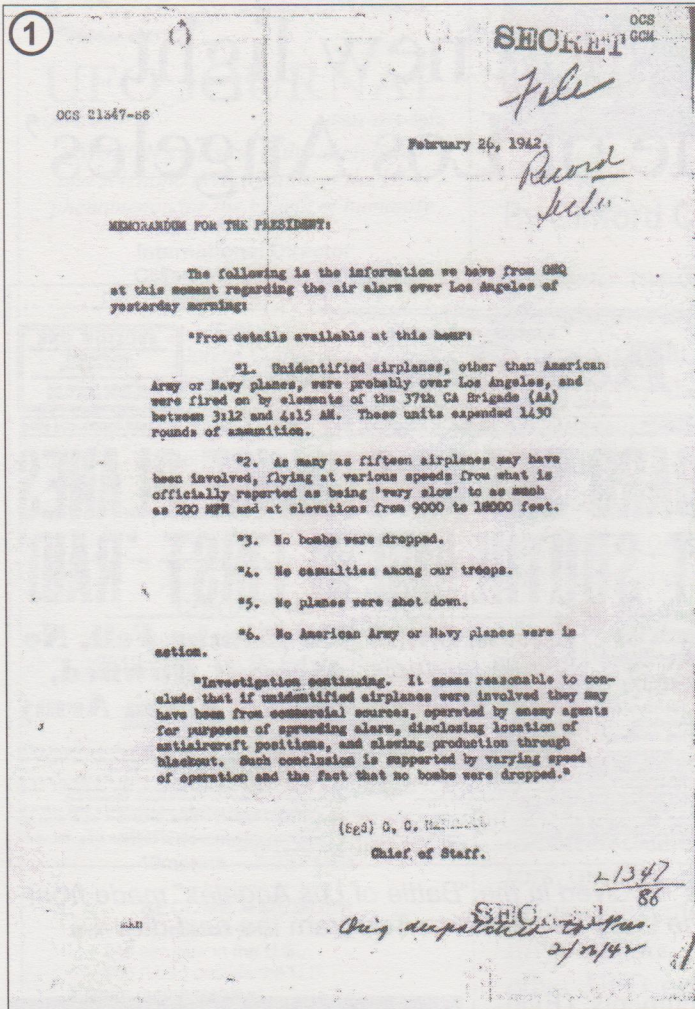 1
SECRET
OCS
GCM
File
OCS 21347-86
February 26, 1942.
Record
MEMORANDUM FOR THE PRESIDENT:
The following is the information we have from GHQ
at this moment regarding the air alarm over Los Angeles of
yesterday morning:
"From details available at this hour:
"1. Unidentified airplanes, other than American
Army or Navy planes, were probably over Los Angeles, and
were fired on by elements of the 37th CA Brigade (AA)
between 3:12 and 4:15 AM. These units expended 1430
rounds of ammunition.
"2. As many as fifteen airplanes may have
been involved, flying at various speeds from what is
officially reported as being 'very slow' to as much
as 200 MPH and at elevations from 9000 to 18000 feet.
"3. No bombs were dropped.
"4. No casualties among our troops.
"5. No planes were shot down.
"6. No American Army or Navy planes were in
action.
"Investigation continuing. It seems reasonable to con-
clude that if unidentified airplanes were involved they may
have been from commercial sources, operated by enemy agents
for purposes of spreading alarm, disclosing location of
antiaircraft positions, and slowing production through
blackout. Such conclusion is supported by varying speed
of operation and the fact that no bombs were dropped."
(Sgd) G. C. MARSHALL
Chief of Staff.
21347
86
SECRET
Orig dispatched to Pres.